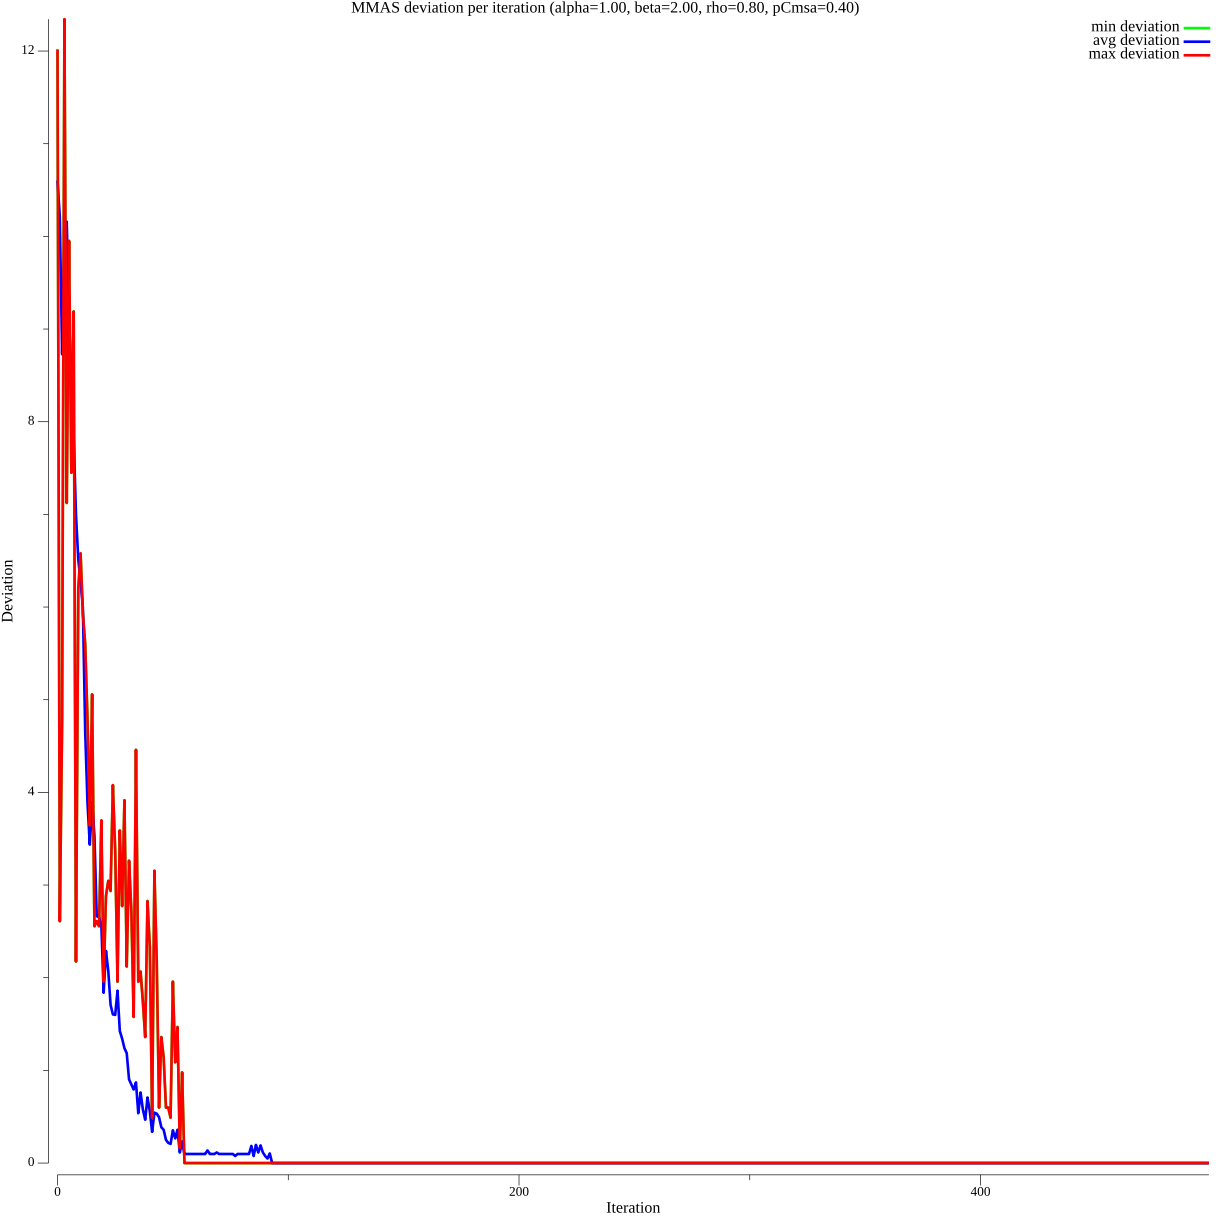 MMAS deviation per iteration (alpha=1.00, beta=2.00, rho=0.80, pCmsa=0.40)
min deviation
avg deviation
max deviation
12
8
4
0
Deviation
0 200 400
Iteration